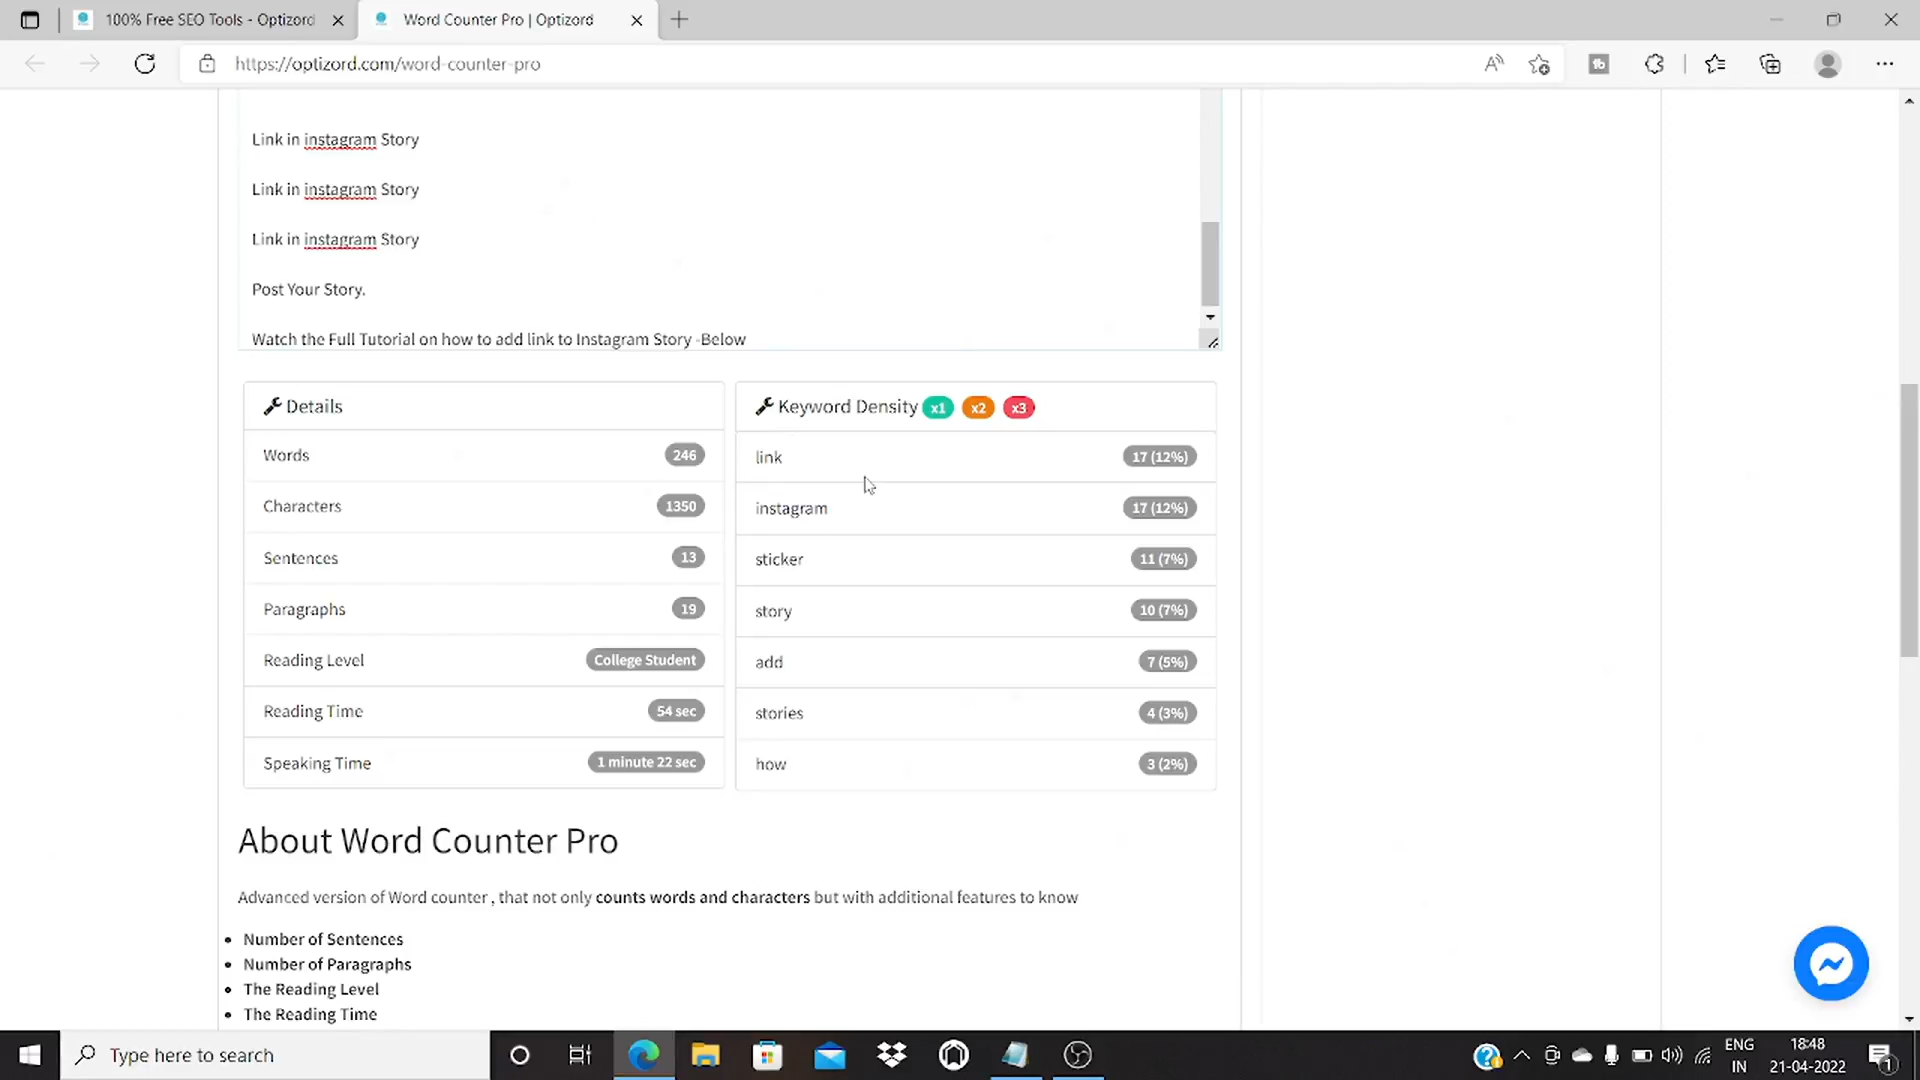 100% Free SEO Tools - Optizord
Word Counter Pro | Optizord
https://optizord.com/word-counter-pro
Link in instagram Story
Link in instagram Story
Link in instagram Story
Post Your Story.
Watch the Full Tutorial on how to add link to Instagram Story -Below
Details
Words 246
Characters 1350
Sentences 13
Paragraphs 19
Reading Level College Student
Reading Time 54 sec
Speaking Time 1 minute 22 sec
Keyword Density x1 x2 x3
link 17 (12%)
instagram 17 (12%)
sticker 11 (7%)
story 10 (7%)
add 7 (5%)
stories 4 (3%)
how 3 (2%)
About Word Counter Pro
Advanced version of Word counter , that not only counts words and characters but with additional features to know
• Number of Sentences
• Number of Paragraphs
• The Reading Level
• The Reading Time
Type here to search
ENG
IN
18:48
21-04-2022
1